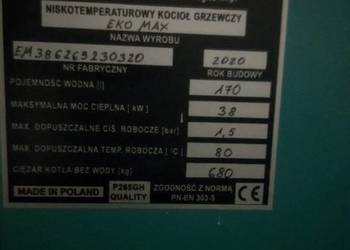 NISKOTEMPERATUROWY KOCIOŁ GRZEWCZY
EKO MAX
NAZWA WYROBU
EM386265230320 2020
NR FABRYCZNY ROK BUDOWY
POJEMNOŚĆ WODNA [l] 170
MAKSYMALNA MOC CIEPLNA [kW] 38
MAX. DOPUSZCZALNE CIŚ. ROBOCZE [bar] 1,5
MAX. DOPUSZCZALNA TEMP. ROBOCZA [°C] 80
CIĘŻAR KOTŁA BEZ WODY [kg] 680
MADE IN POLAND P265GH QUALITY ZGODNOŚĆ Z NORMĄ PN-EN 303-5 CE